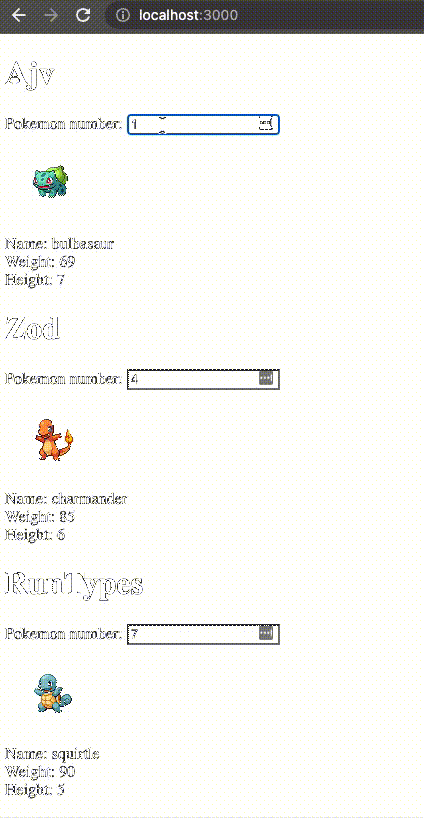 localhost:3000
Ajv
Pokemon number: 1
Name: bulbasaur
Weight: 69
Height: 7
Zod
Pokemon number: 4
Name: charmander
Weight: 85
Height: 6
RunTypes
Pokemon number: 7
Name: squirtle
Weight: 90
Height: 5